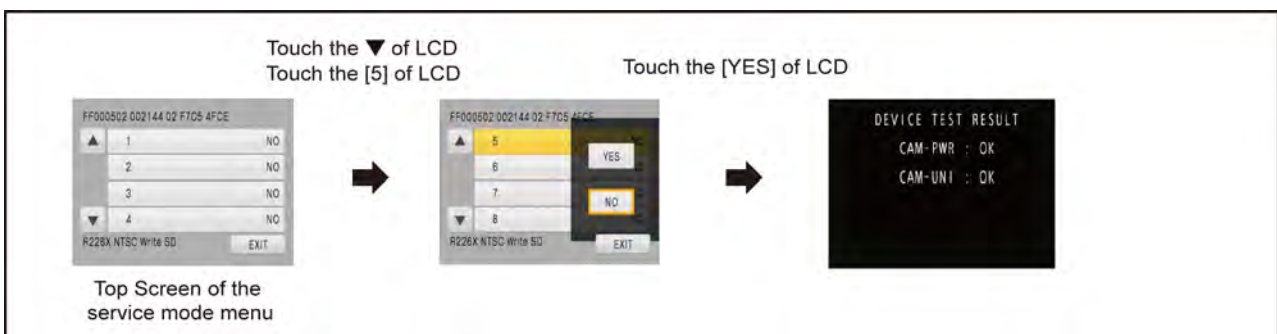 Touch the ▼ of LCD
Touch the [5] of LCD
Touch the [YES] of LCD
FF000502 002144 02 F7C5 4FCE
▲ 1 NO
2 NO
3 NO
▼ 4 NO
R226X NTSC Write SD EXIT
Top Screen of the
service mode menu
FF000502 002144 02 F7C5 4FCE
▲ 5
YES
6
7
NO
▼ 8
R226X NTSC Write SD EXIT
DEVICE TEST RESULT
CAM-PWR : OK
CAM-UNI : OK